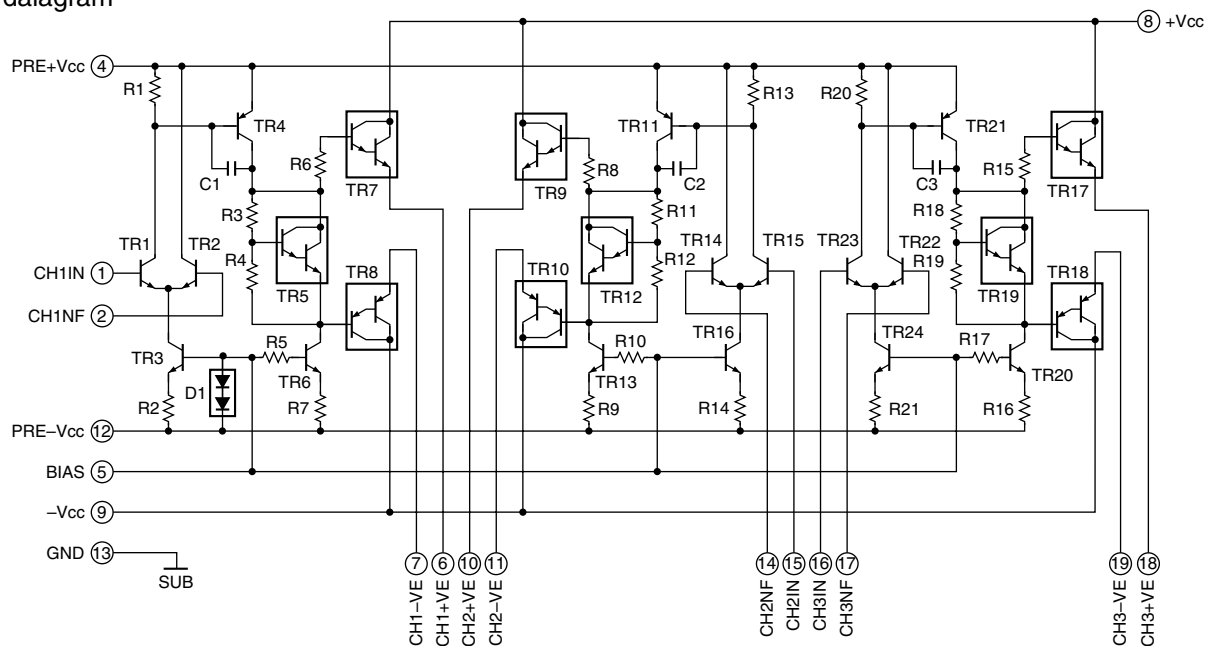 dalagram
8 +Vcc
PRE+Vcc 4
R1
R13
R20
TR4
TR11
TR21
R6
R8
R15
C1
TR7
TR9
C2
C3
TR17
R3
R11
R18
TR1
TR2
R4
R12
TR14
TR15
TR23
TR22
R19
CH1IN 1
TR5
TR8
TR10
TR12
TR19
TR18
CH1NF 2
TR3
R5
R10
TR16
TR24
R17
D1
TR6
TR13
TR20
R2
R7
R9
R14
R21
R16
PRE–Vcc 12
BIAS 5
–Vcc 9
GND 13
SUB
7 6 10 11 14 15 16 17 19 18
CH1–VE
CH1+VE
CH2+VE
CH2–VE
CH2NF
CH2IN
CH3IN
CH3NF
CH3–VE
CH3+VE